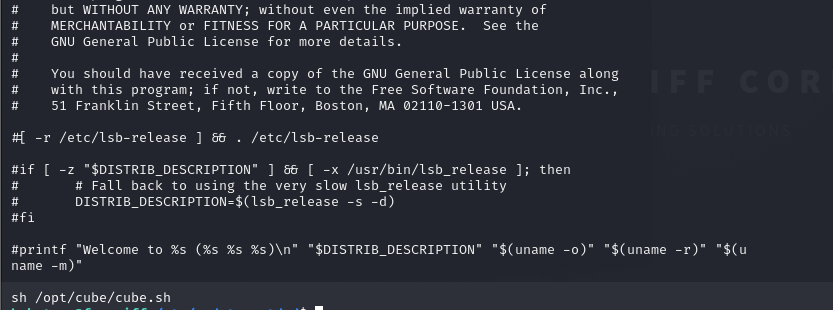 #    but WITHOUT ANY WARRANTY; without even the implied warranty of
#    MERCHANTABILITY or FITNESS FOR A PARTICULAR PURPOSE.  See the
#    GNU General Public License for more details.
#
#    You should have received a copy of the GNU General Public License along
#    with this program; if not, write to the Free Software Foundation, Inc.,
#    51 Franklin Street, Fifth Floor, Boston, MA 02110-1301 USA.
#[ -r /etc/lsb-release ] && . /etc/lsb-release
#if [ -z "$DISTRIB_DESCRIPTION" ] && [ -x /usr/bin/lsb_release ]; then
#       # Fall back to using the very slow lsb_release utility
#       DISTRIB_DESCRIPTION=$(lsb_release -s -d)
#fi
#printf "Welcome to %s (%s %s %s)\n" "$DISTRIB_DESCRIPTION" "$(uname -o)" "$(uname -r)" "$(u
name -m)"
sh /opt/cube/cube.sh
IFF COR
SOLUTIONS